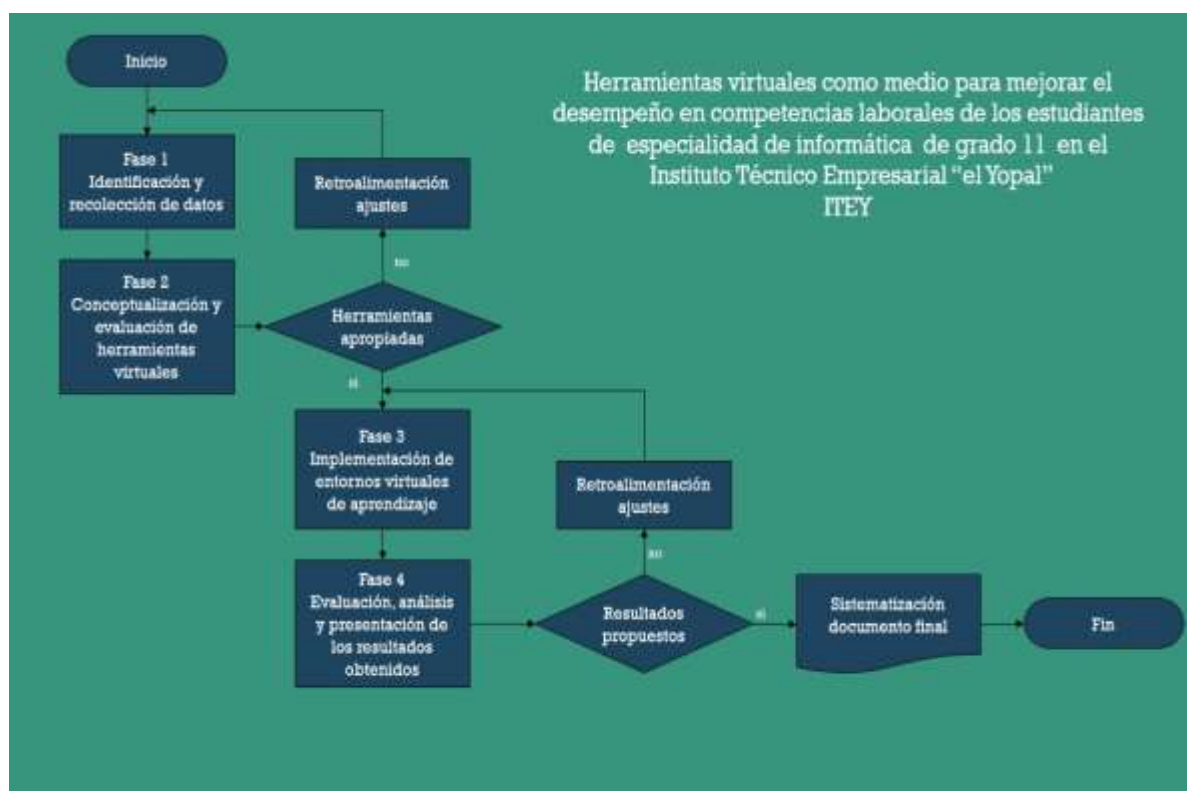 Inicio
Herramientas virtuales como medio para mejorar el
desempeño en competencias laborales de los estudiantes
de especialidad de informática de grado 11 en el
Instituto Técnico Empresarial “el Yopal”
ITEY
Fase 1
Identificación y
recolección de datos
Retroalimentación
ajustes
no
Fase 2
Conceptualización y
evaluación de
herramientas
virtuales
Herramientas
apropiadas
si
Fase 3
Implementación de
entornos virtuales
de aprendizaje
Retroalimentación
ajustes
no
Fase 4
Evaluación, análisis
y presentación de
los resultados
obtenidos
Resultados
propuestos
si
Sistematización
documento final
Fin